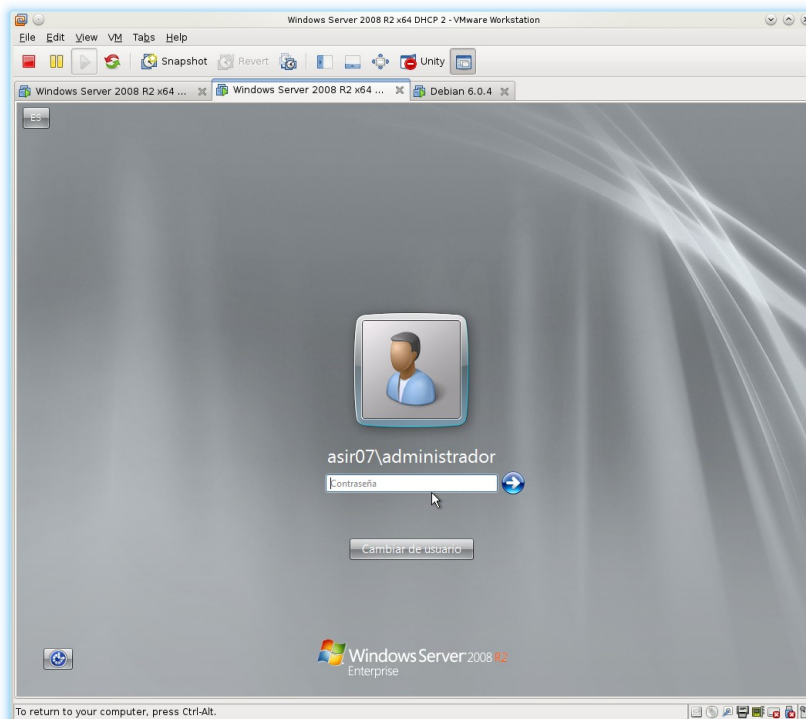 Windows Server 2008 R2 x64 DHCP 2 - VMware Workstation
File Edit View VM Tabs Help
Snapshot Revert Unity
Windows Server 2008 R2 x64 ... Windows Server 2008 R2 x64 ... Debian 6.0.4
ES
asir07\administrador
Contraseña
Cambiar de usuario
Windows Server 2008 R2
Enterprise
To return to your computer, press Ctrl-Alt.